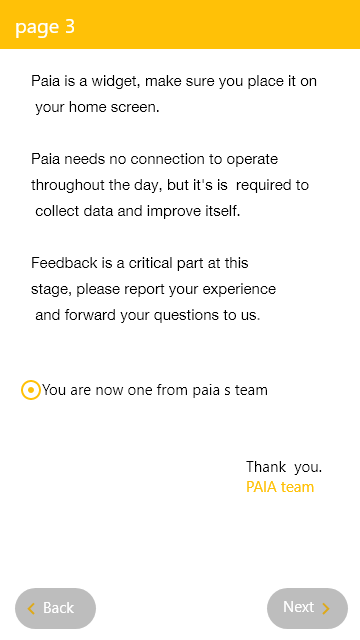 page 3
Paia is a widget, make sure you place it on
your home screen.
Paia needs no connection to operate
throughout the day, but it's is required to
collect data and improve itself.
Feedback is a critical part at this
stage, please report your experience
and forward your questions to us.
You are now one from paia s team
Thank you.
PAIA team
Back
Next